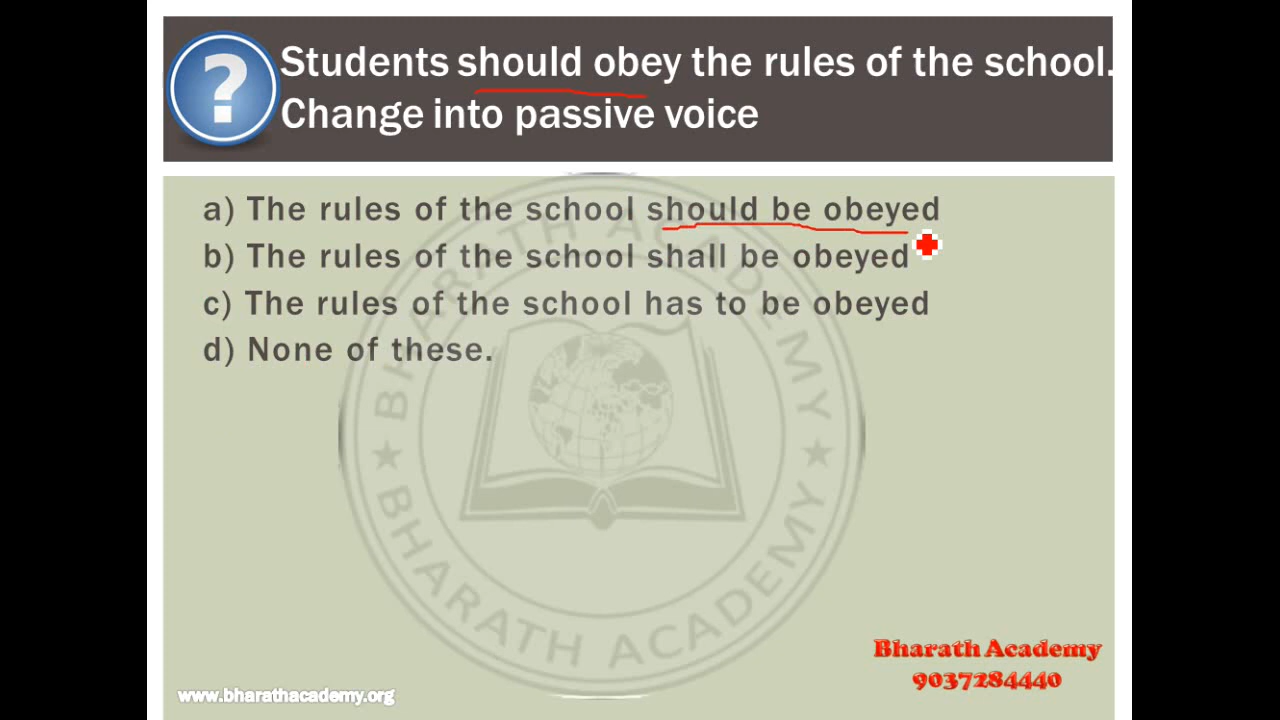 ?
Students should obey the rules of the school.
Change into passive voice
a) The rules of the school should be obeyed
b) The rules of the school shall be obeyed
c) The rules of the school has to be obeyed
d) None of these.
BHARATH ACADEMY
BHARATH ACADEMY
Bharath Academy
9037284440
www.bharathacademy.org